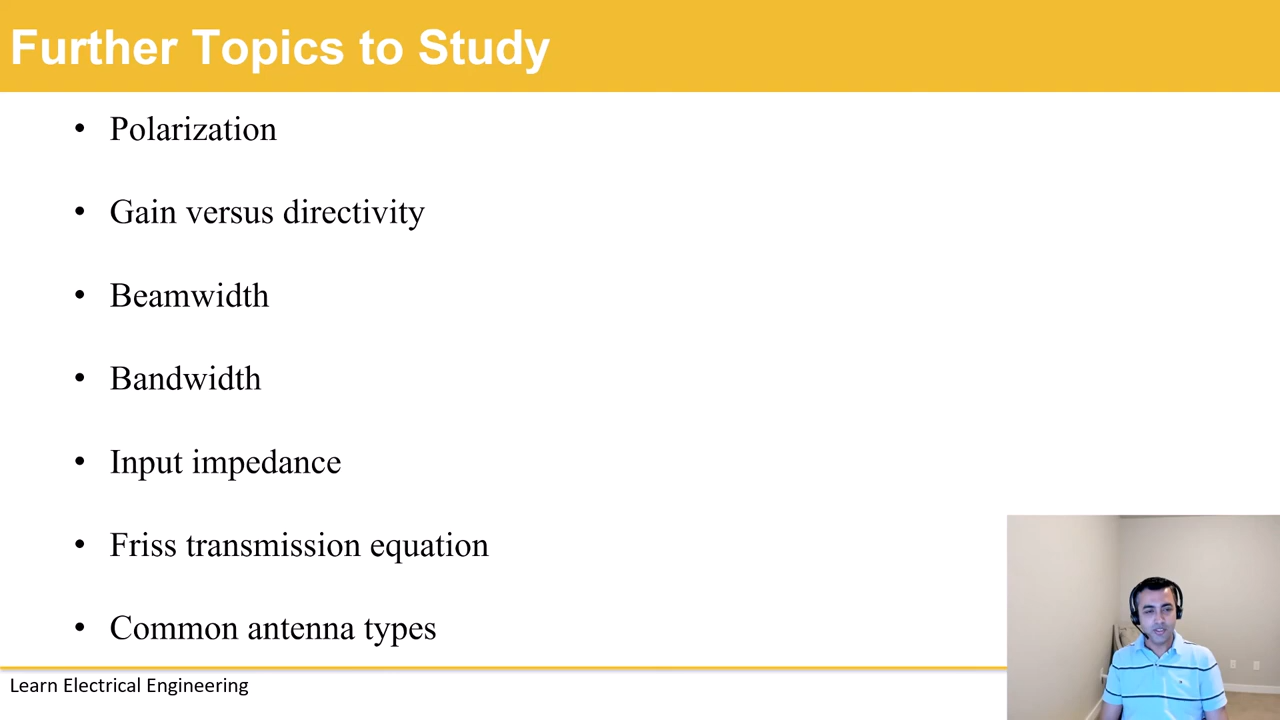 Further Topics to Study
• Polarization
• Gain versus directivity
• Beamwidth
• Bandwidth
• Input impedance
• Friss transmission equation
• Common antenna types
Learn Electrical Engineering